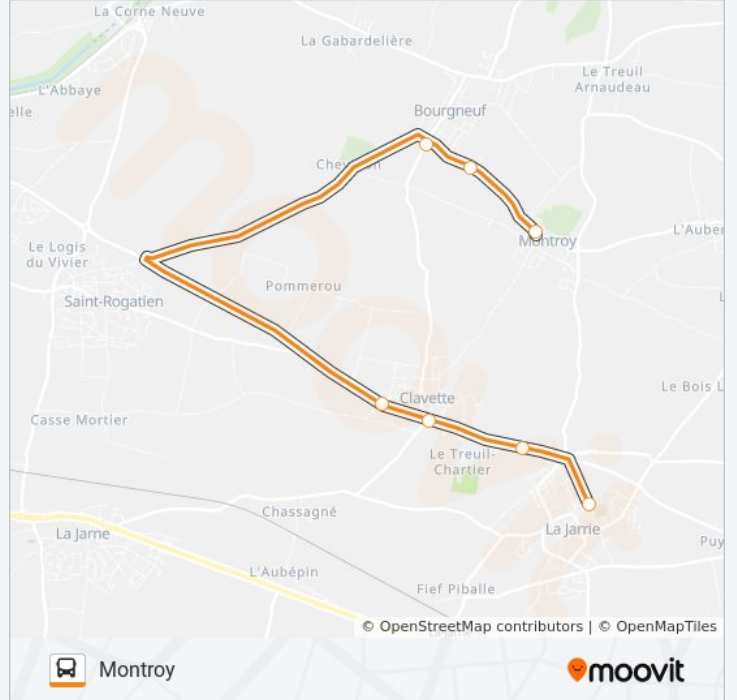 La Corne Neuve
La Gabardelière
Le Treuil
Arnaudeau
L'Abbaye
elle
Bourgneuf
L'Auber
Montroy
Le Logis
du Vivier
Pommerou
Saint-Rogatien
Le Bois L
Clavette
Casse Mortier
Le Treuil-
Chartier
Chassagné
La Jarne
La Jarrie
Puy
L'Aubépin
Fief Piballe
© OpenStreetMap contributors | © OpenMapTiles
Montroy
moovit